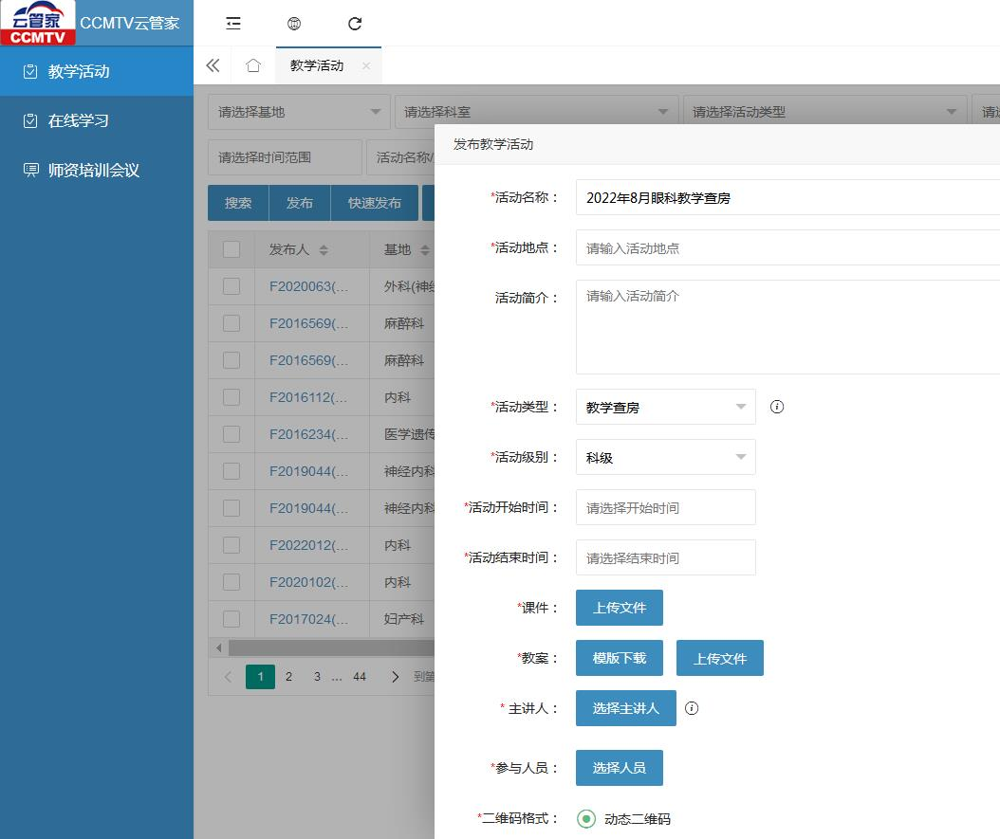 云管家
CCMTV
CCMTV云管家
教学活动
在线学习
师资培训会议
教学活动
请选择基地
请选择科室
请选择活动类型
请选择时间范围
活动名称/
搜索
发布
快速发布
发布人
基地
F2020063(...
外科(神经
F2016569(...
麻醉科
F2016569(...
麻醉科
F2016112(...
内科
F2016234(...
医学遗传
F2019044(...
神经内科
F2019044(...
神经内科
F2022012(...
内科
F2020102(...
内科
F2017024(...
妇产科
1 2 3 ... 44
到第
发布教学活动
*活动名称： 2022年8月眼科教学查房
*活动地点： 请输入活动地点
活动简介： 请输入活动简介
*活动类型： 教学查房
*活动级别： 科级
*活动开始时间： 请选择开始时间
*活动结束时间： 请选择结束时间
*课件： 上传文件
*教案： 模版下载 上传文件
* 主讲人： 选择主讲人
*参与人员： 选择人员
*二维码格式： 动态二维码